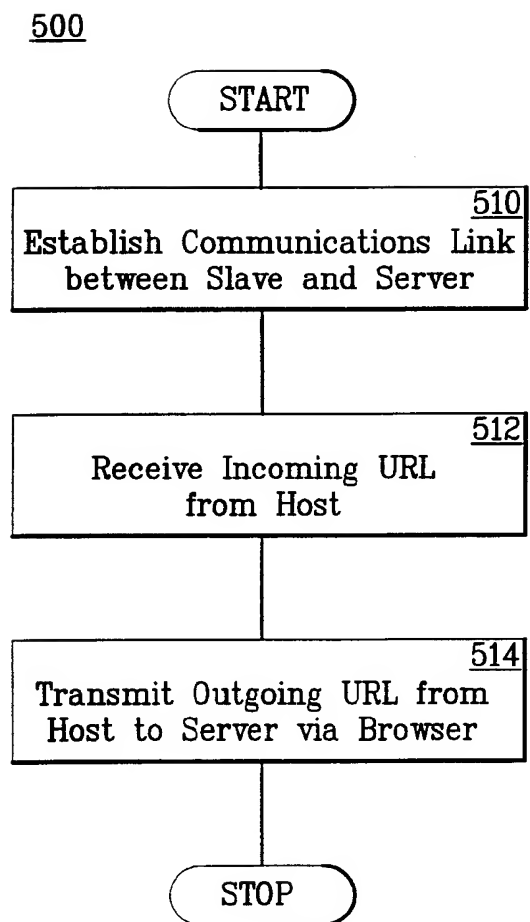 500
START
510
Establish Communications Link
between Slave and Server
512
Receive Incoming URL
from Host
514
Transmit Outgoing URL from
Host to Server via Browser
STOP